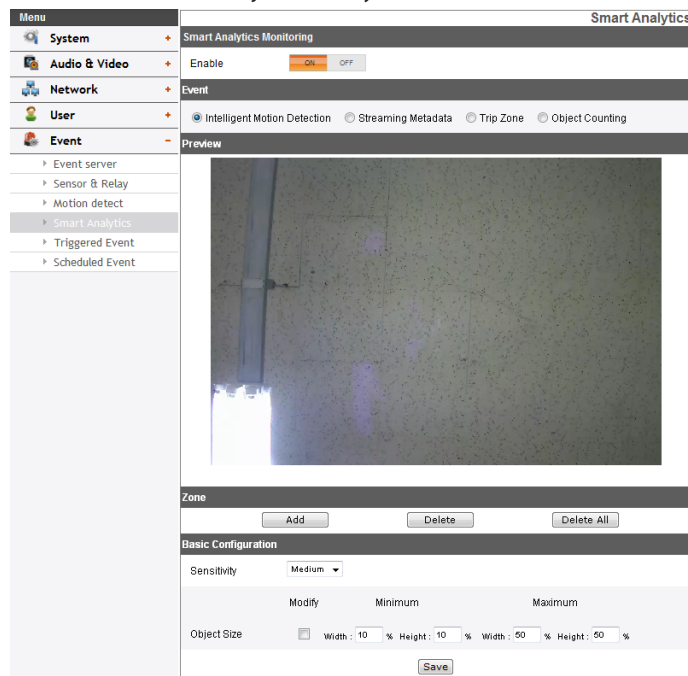 Menu
Smart Analytics
System +
Audio & Video +
Network +
User +
Event -
Event server
Sensor & Relay
Motion detect
Smart Analytics
Triggered Event
Scheduled Event
Smart Analytics Monitoring
Enable ON OFF
Event
Intelligent Motion Detection Streaming Metadata Trip Zone Object Counting
Preview
Zone
Add Delete Delete All
Basic Configuration
Sensitivity Medium
Modify Minimum Maximum
Object Size Width : 10 % Height : 10 % Width : 50 % Height : 50 %
Save